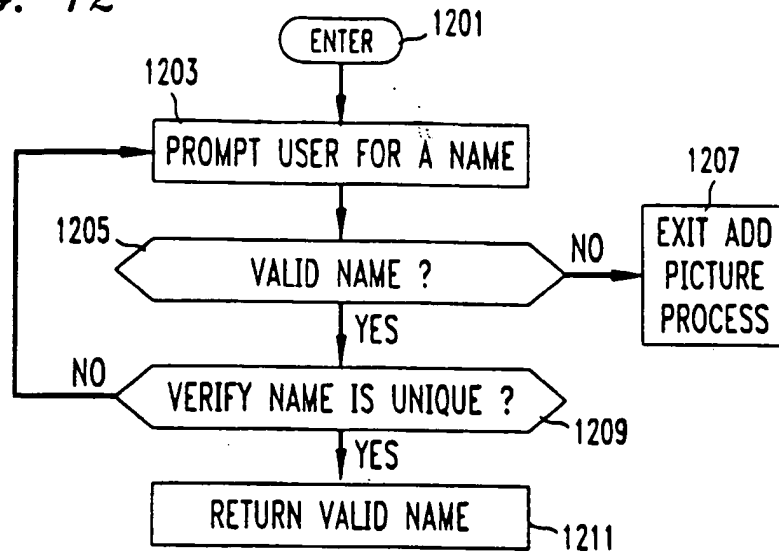 12
ENTER
1201
1203
PROMPT USER FOR A NAME
1205
VALID NAME ?
NO
1207
EXIT ADD
PICTURE
PROCESS
YES
NO
VERIFY NAME IS UNIQUE ?
1209
YES
RETURN VALID NAME
1211